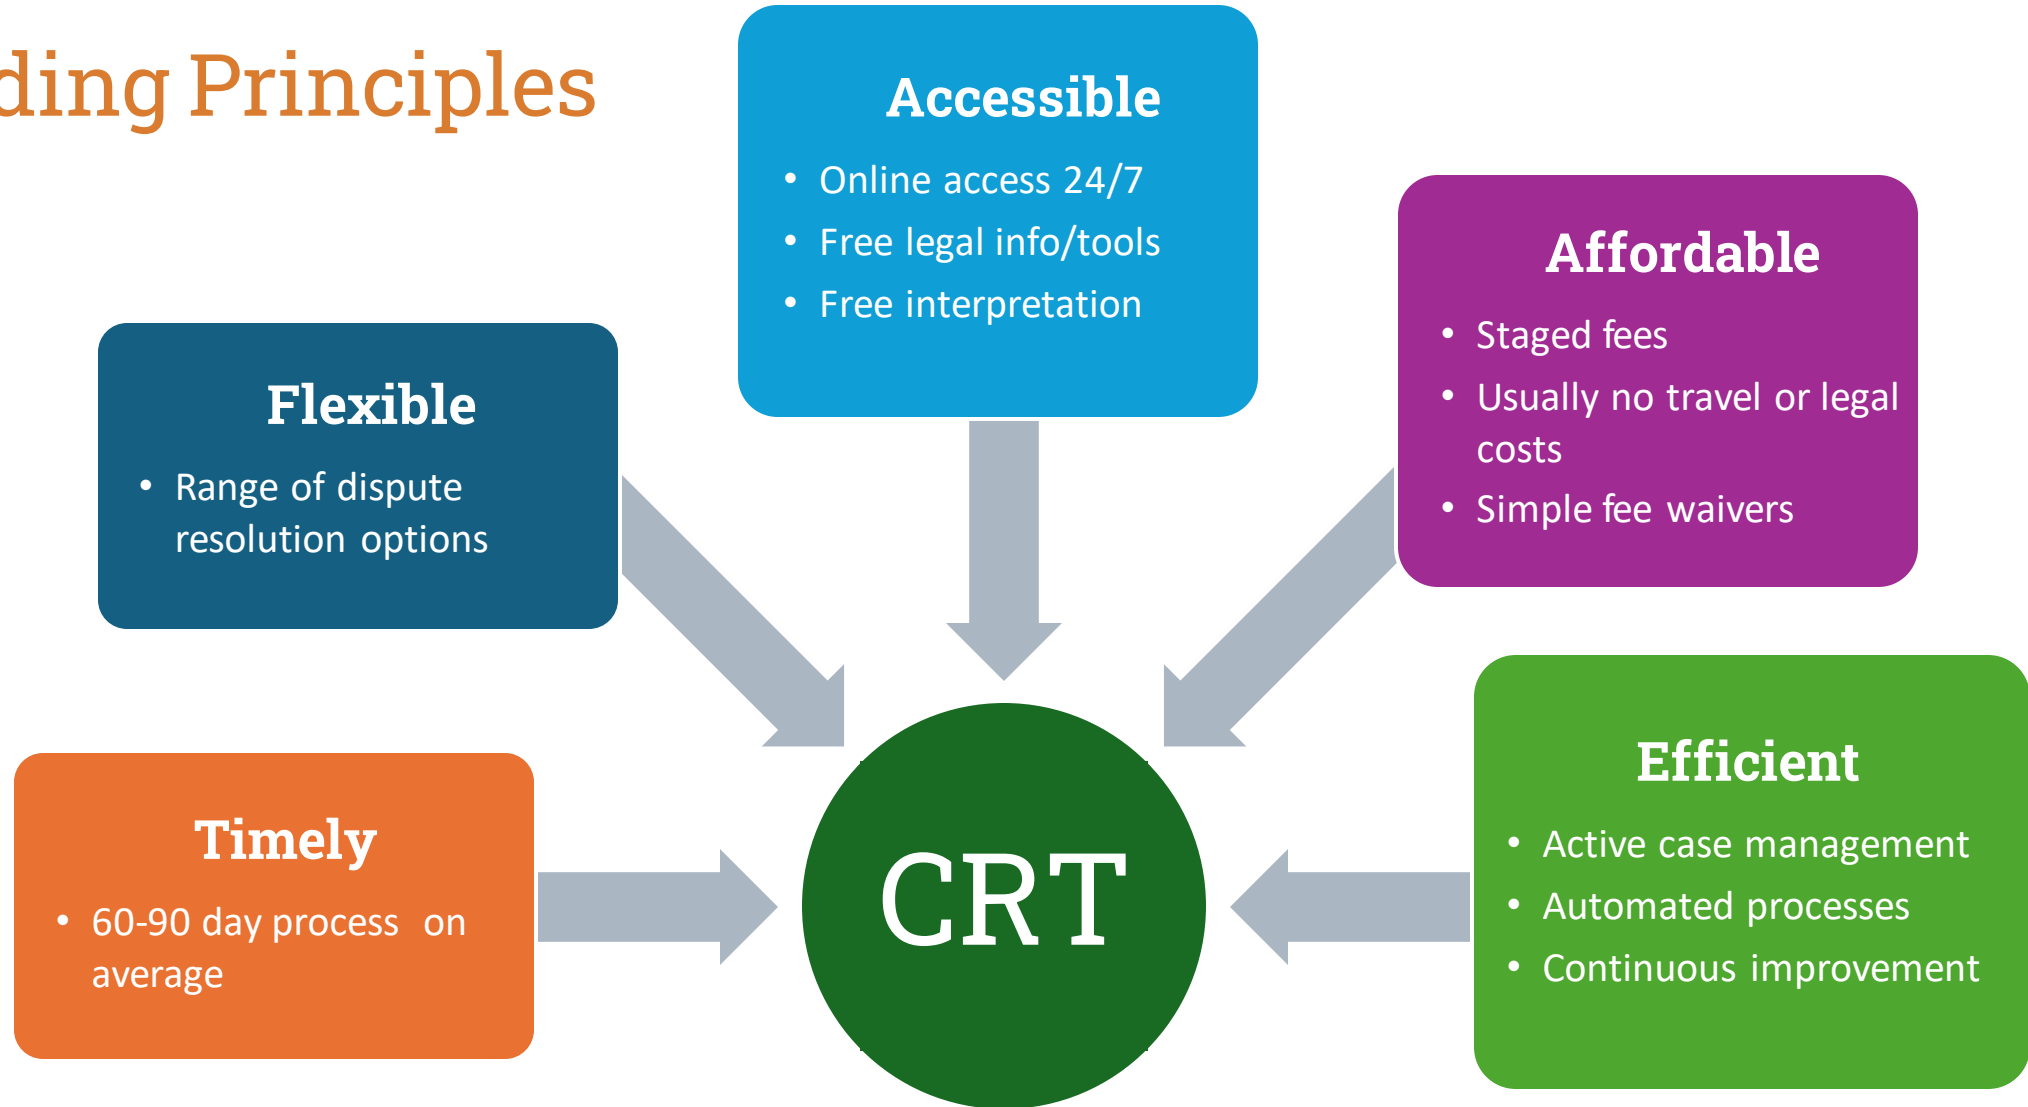 ding Principles
Accessible
• Online access 24/7
• Free legal info/tools
• Free interpretation
Affordable
• Staged fees
• Usually no travel or legal
costs
• Simple fee waivers
Flexible
• Range of dispute
resolution options
Efficient
• Active case management
• Automated processes
• Continuous improvement
Timely
• 60-90 day process on
average
CRT